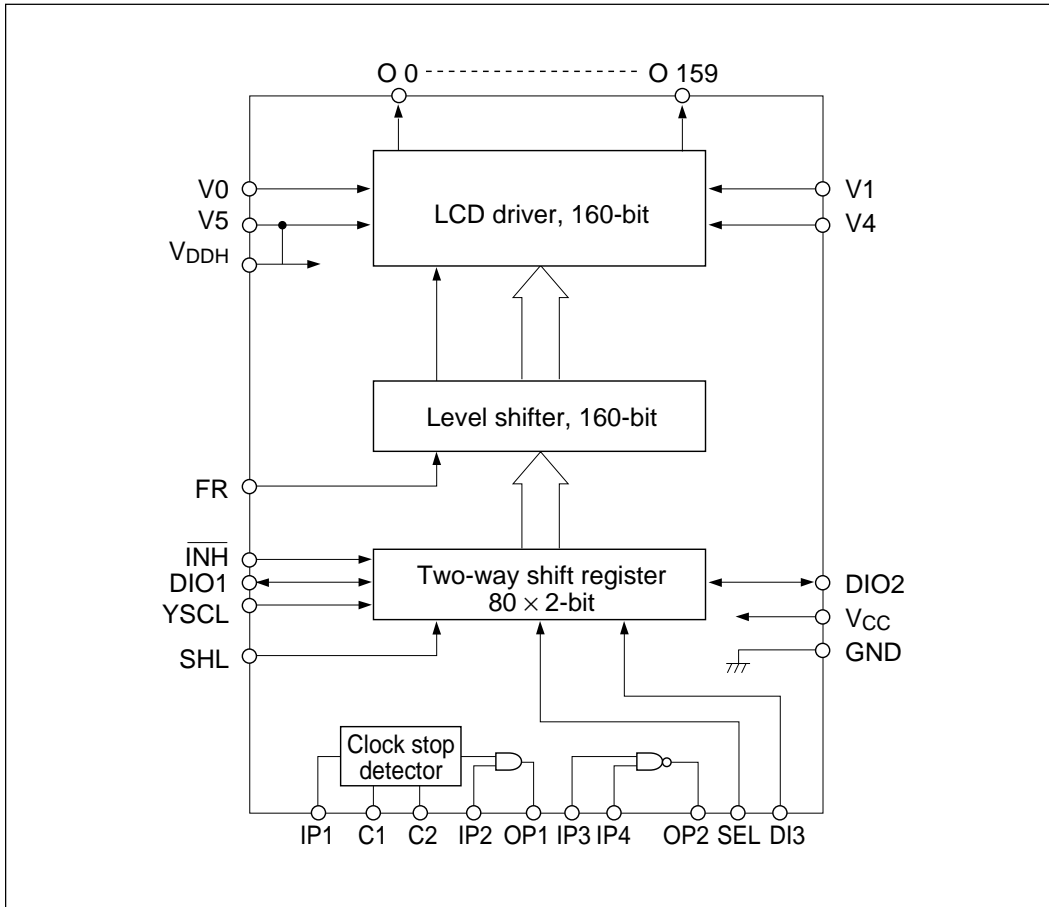 O 0 O 159
V0
V5
VDDH
LCD driver, 160-bit
V1
V4
Level shifter, 160-bit
FR
INH
DIO1
YSCL
SHL
Two-way shift register
80 × 2-bit
DIO2
VCC
GND
Clock stop
detector
IP1 C1 C2 IP2 OP1 IP3 IP4 OP2 SEL DI3